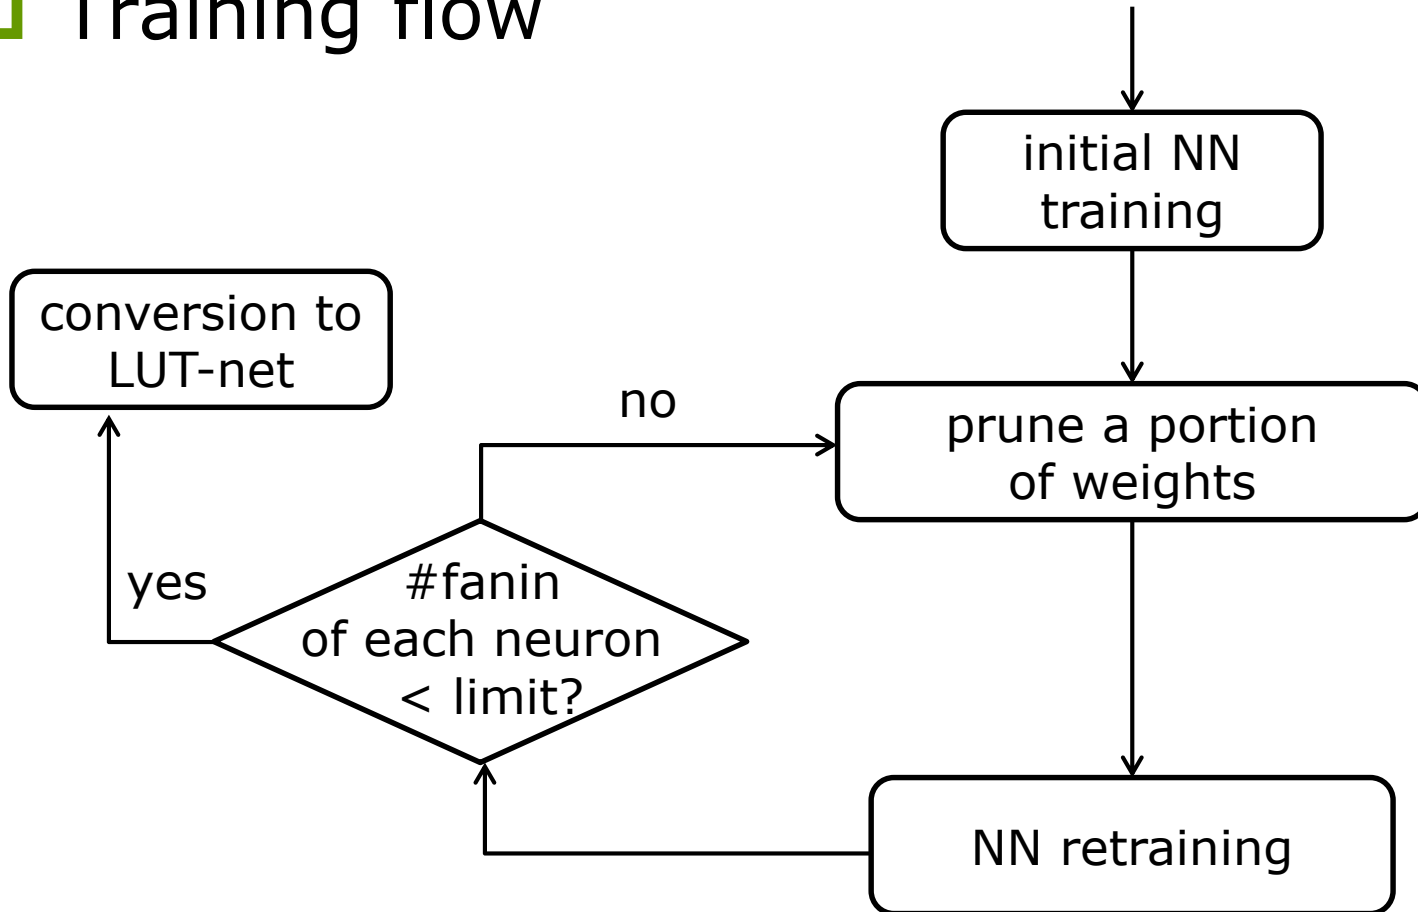 Training flow
initial NN
training
conversion to
LUT-net
no
prune a portion
of weights
yes
#fanin
of each neuron
< limit?
NN retraining